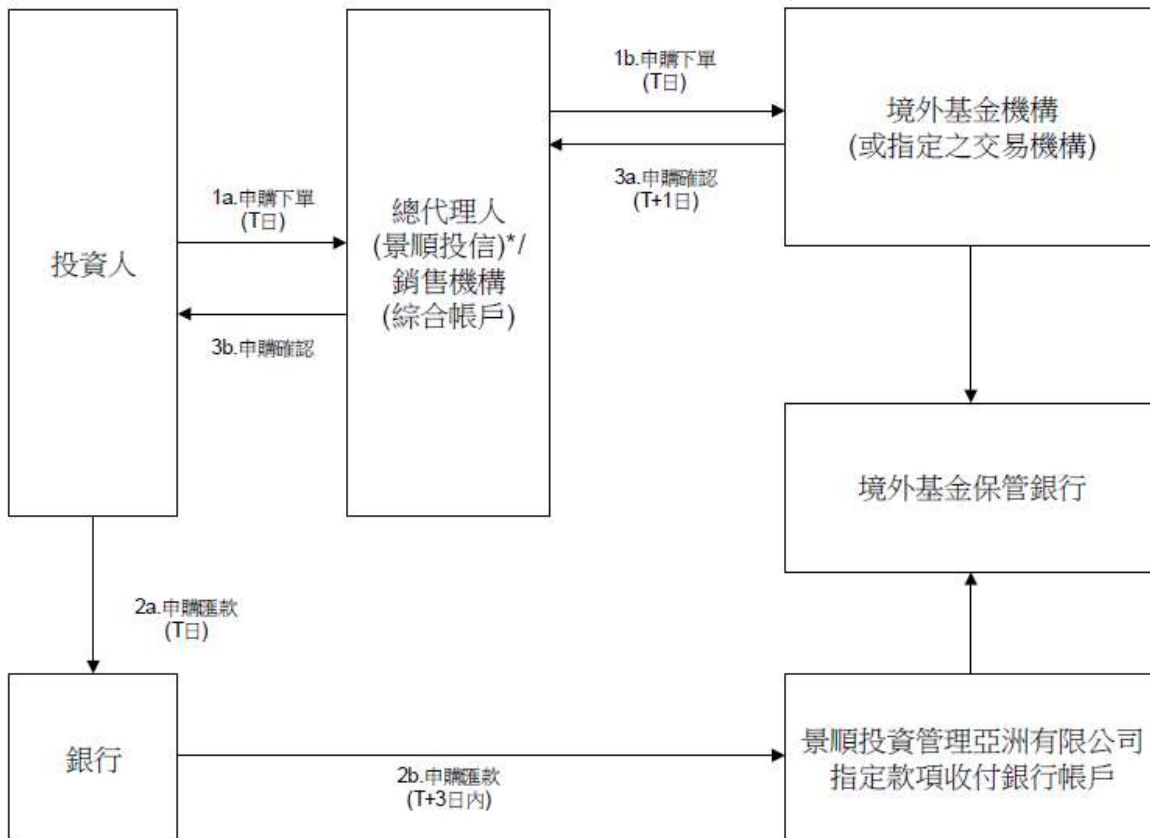 1b.申購下單
(T日)
境外基金機構
(或指定之交易機構)
3a.申購確認
(T+1日)
1a.申購下單
(T日)
總代理人
(景順投信)*/
銷售機構
(綜合帳戶)
投資人
3b.申購確認
境外基金保管銀行
2a.申購匯款
(T日)
銀行
2b.申購匯款
(T+3日內)
景順投資管理亞洲有限公司
指定款項收付銀行帳戶